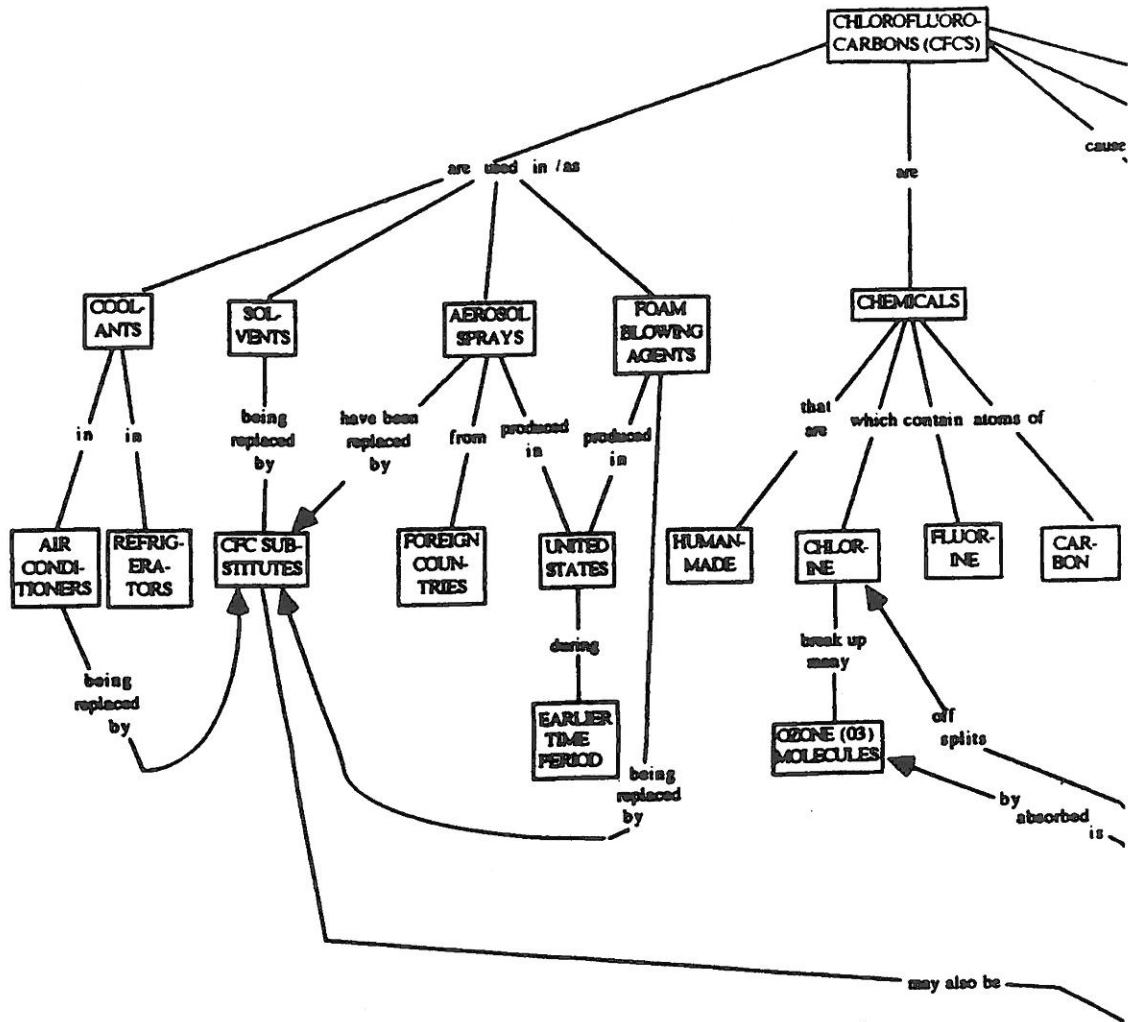 CHLOROFLUORO-
CARBONS (CFC'S)
cause
are used in / as
are
COOL-
ANTS
SOL-
VENTS
AEROSOL
SPRAYS
FOAM
BLOWING
AGENTS
CHEMICALS
in
in
being
replaced
by
have been
replaced
by
from
produced
in
produced
in
that
are
which contain atoms of
AIR
CONDI-
TIONERS
REFRIG-
ERA-
TORS
CFC SUB-
STITUTES
FOREIGN
COUN-
TRIES
UNITED
STATES
HUMAN-
MADE
CHLOR-
INE
FLUOR-
INE
CAR-
BON
being
replaced
by
during
break up
many
EARLIER
TIME
PERIOD
OZONE (03)
MOLECULES
off
splits
being
replaced
by
by
absorbed
is
may also be